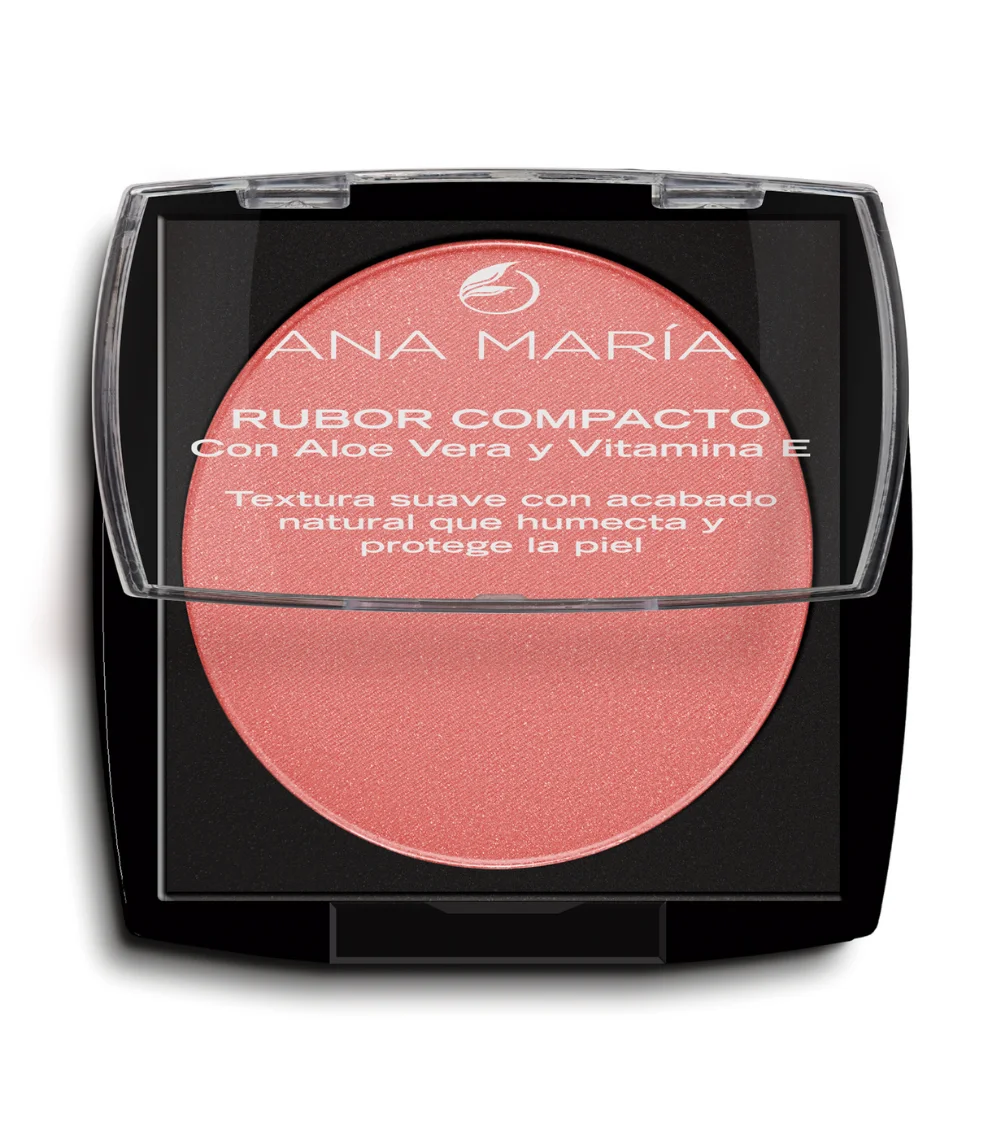 ANA MARÍA
RUBOR COMPACTO
Con Aloe Vera y Vitamina E
Textura suave con acabado
natural que humecta y
protege la piel